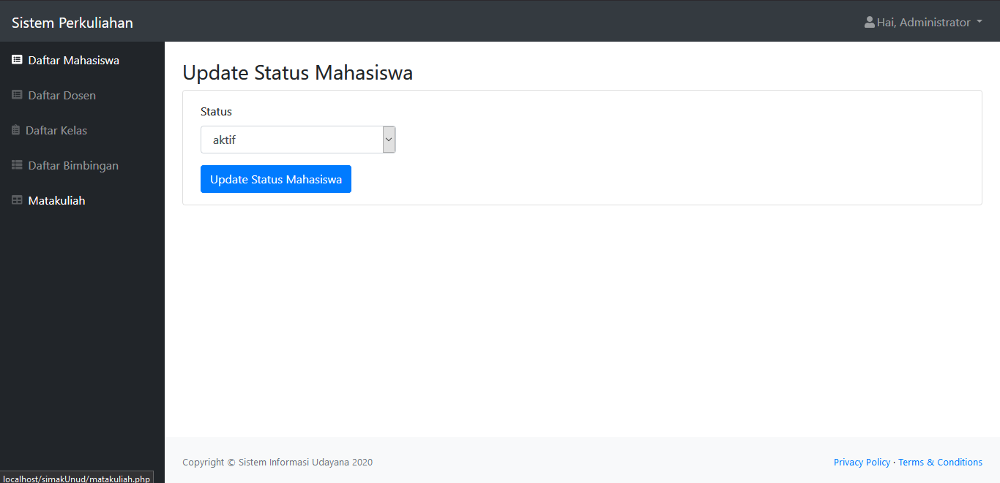 Sistem Perkuliahan
Hai, Administrator
Daftar Mahasiswa
Daftar Dosen
Daftar Kelas
Daftar Bimbingan
Matakuliah
Update Status Mahasiswa
Status
aktif
Update Status Mahasiswa
Copyright © Sistem Informasi Udayana 2020
Privacy Policy · Terms & Conditions
localhost/simakUnud/matakuliah.php